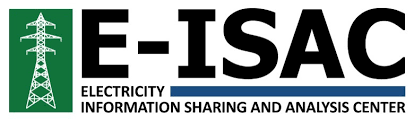 E-ISAC
ELECTRICITY
INFORMATION SHARING AND ANALYSIS CENTER